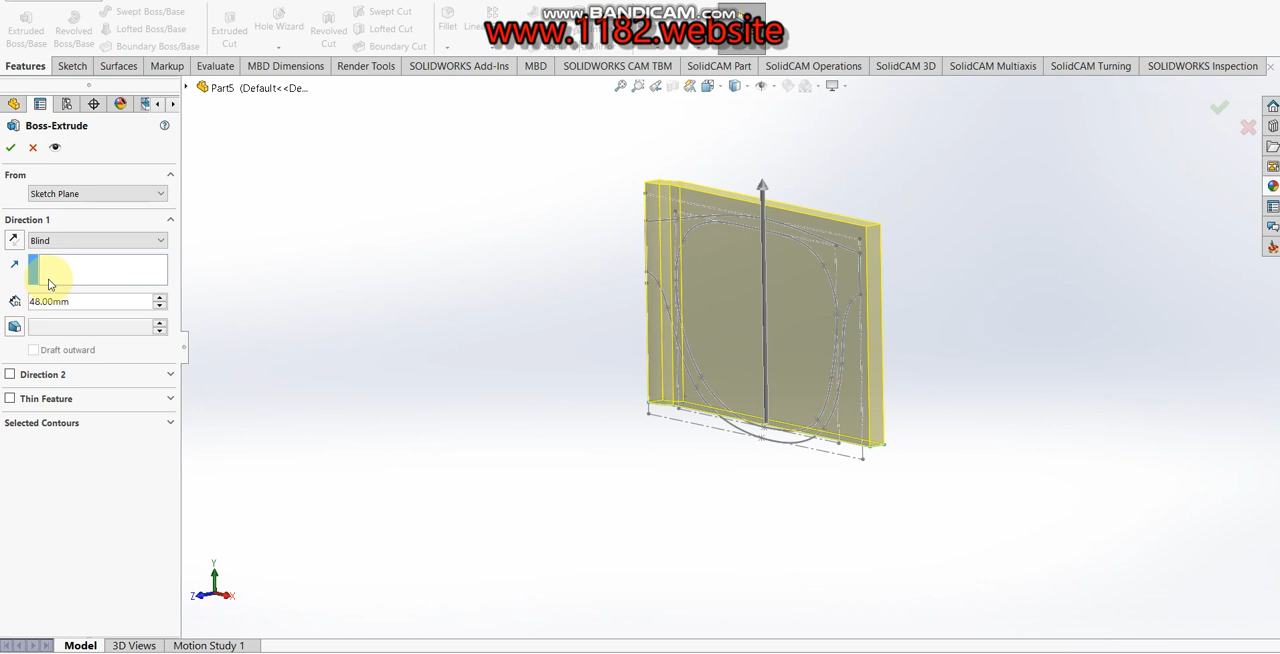 www.BANDICAM.com
www.1182.website
Extruded Boss/Base
Revolved Boss/Base
Swept Boss/Base
Lofted Boss/Base
Boundary Boss/Base
Extruded Cut
Hole Wizard
Revolved Cut
Swept Cut
Lofted Cut
Boundary Cut
Fillet
Features Sketch Surfaces Markup Evaluate MBD Dimensions Render Tools SOLIDWORKS Add-Ins MBD SOLIDWORKS CAM TBM SolidCAM Part SolidCAM Operations SolidCAM 3D SolidCAM Multiaxis SolidCAM Turning SOLIDWORKS Inspection
Part5 (Default<<De...
Boss-Extrude
From
Sketch Plane
Direction 1
Blind
48.00mm
Draft outward
Direction 2
Thin Feature
Selected Contours
Y
Z
X
Model 3D Views Motion Study 1